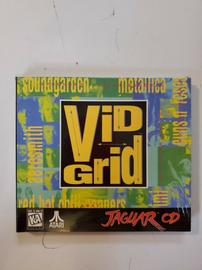 soundgarden
metallica
guns n' roses
aerosmith
ViD
GRiD
red hot chili peppers
K-A
ATARI
JAGUAR CD